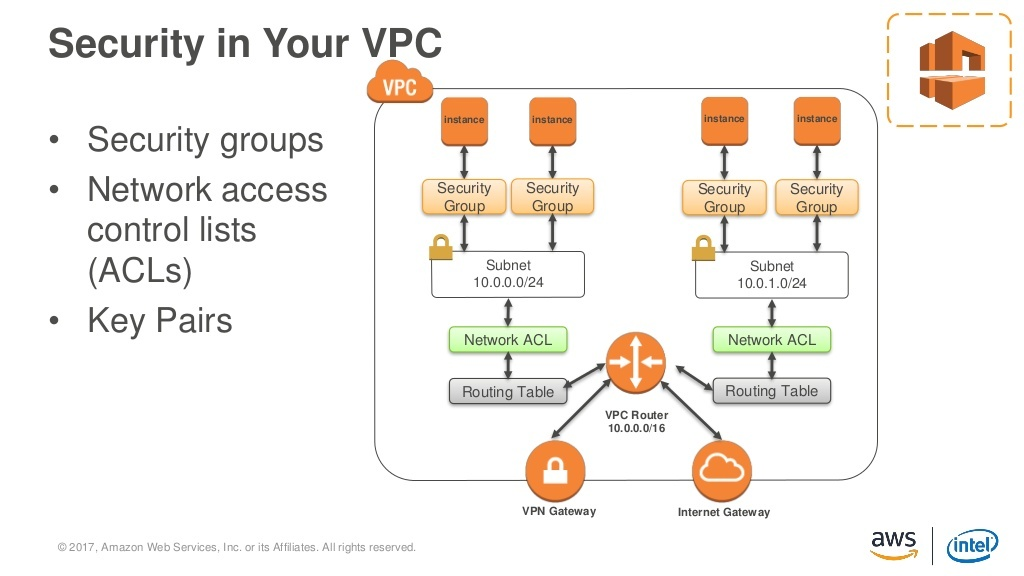 Security in Your VPC
• Security groups
• Network access
control lists
(ACLs)
• Key Pairs
VPC
instance
instance
instance
instance
Security
Group
Security
Group
Security
Group
Security
Group
Subnet
10.0.0.0/24
Subnet
10.0.1.0/24
Network ACL
Network ACL
Routing Table
Routing Table
VPC Router
10.0.0.0/16
VPN Gateway
Internet Gateway
© 2017, Amazon Web Services, Inc. or its Affiliates. All rights reserved.
aws
intel